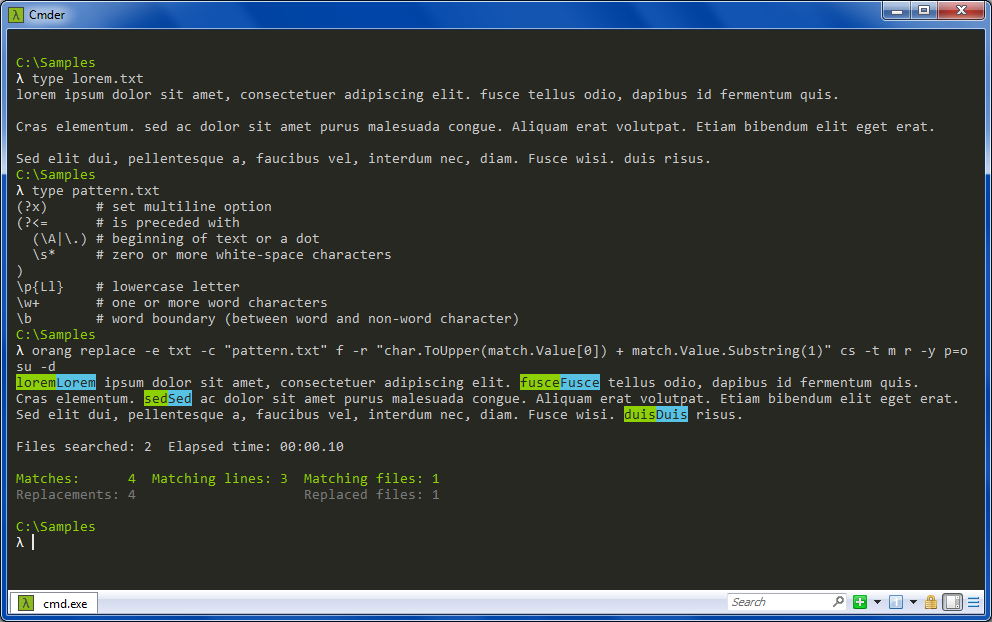 Cmder
C:\Samples
λ type lorem.txt
lorem ipsum dolor sit amet, consectetuer adipiscing elit. fusce tellus odio, dapibus id fermentum quis.
Cras elementum. sed ac dolor sit amet purus malesuada congue. Aliquam erat volutpat. Etiam bibendum elit eget erat.
Sed elit dui, pellentesque a, faucibus vel, interdum nec, diam. Fusce wisi. duis risus.
C:\Samples
λ type pattern.txt
(?x)      # set multiline option
(?<=      # is preceded with
  (\A|\.) # beginning of text or a dot
  \s*     # zero or more white-space characters
)
\p{Ll}    # lowercase letter
\w+       # one or more word characters
\b        # word boundary (between word and non-word character)
C:\Samples
λ orang replace -e txt -c "pattern.txt" f -r "char.ToUpper(match.Value[0]) + match.Value.Substring(1)" cs -t m r -y p=o
su -d
loremLorem ipsum dolor sit amet, consectetuer adipiscing elit. fusceFusce tellus odio, dapibus id fermentum quis.
Cras elementum. sedSed ac dolor sit amet purus malesuada congue. Aliquam erat volutpat. Etiam bibendum elit eget erat.
Sed elit dui, pellentesque a, faucibus vel, interdum nec, diam. Fusce wisi. duisDuis risus.
Files searched: 2  Elapsed time: 00:00.10
Matches:      4  Matching lines: 3  Matching files: 1
Replacements: 4                     Replaced files: 1
C:\Samples
λ
λ cmd.exe
Search